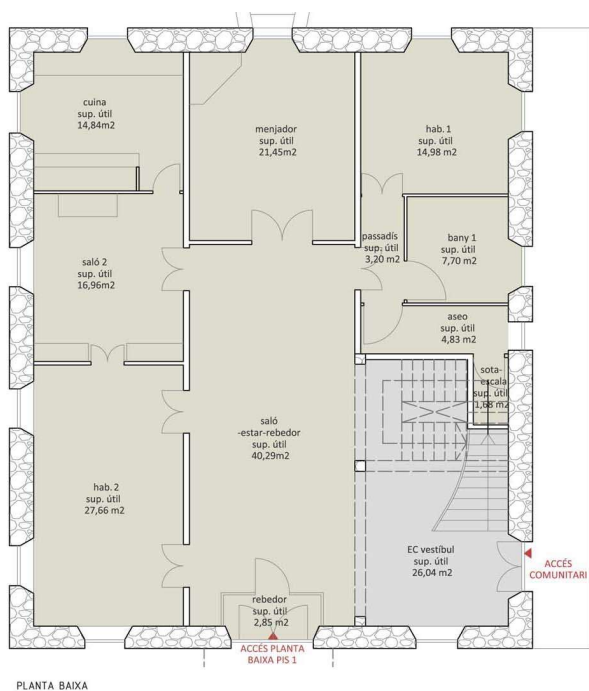 cuina
sup. útil
14,84m2
menjador
sup. útil
21,45m2
hab. 1
sup. útil
14,98 m2
saló 2
sup. útil
16,96m2
passadís
sup. útil
3,20 m2
bany 1
sup. útil
7,70 m2
aseo
sup. útil
4,83 m2
sota-
escala
sup. útil
1,68 m2
hab. 2
sup. útil
27,66 m2
saló
-estar-rebedor
sup. útil
40,29m2
EC vestíbul
sup. útil
26,04 m2
ACCÉS
COMUNITARI
rebedor
sup. útil
2,85 m2
ACCÉS PLANTA
BAIXA PIS 1
PLANTA BAIXA